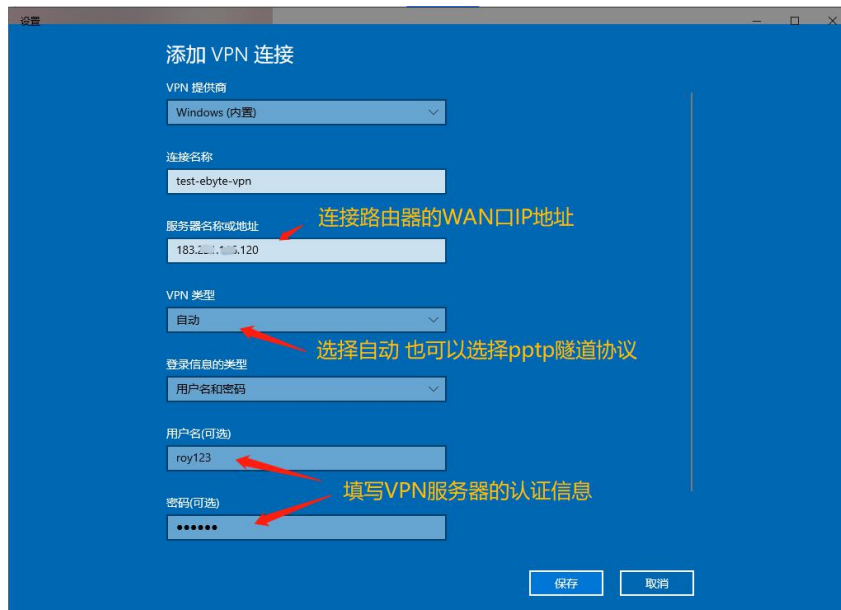 设置
添加 VPN 连接
VPN 提供商
Windows (内置)
连接名称
test-ebyte-vpn
连接路由器的WAN口IP地址
服务器名称或地址
183.2 .120
VPN 类型
自动
选择自动 也可以选择pptp隧道协议
登录信息的类型
用户名和密码
用户名(可选)
roy123
填写VPN服务器的认证信息
密码(可选)
●●●●●●
保存 取消